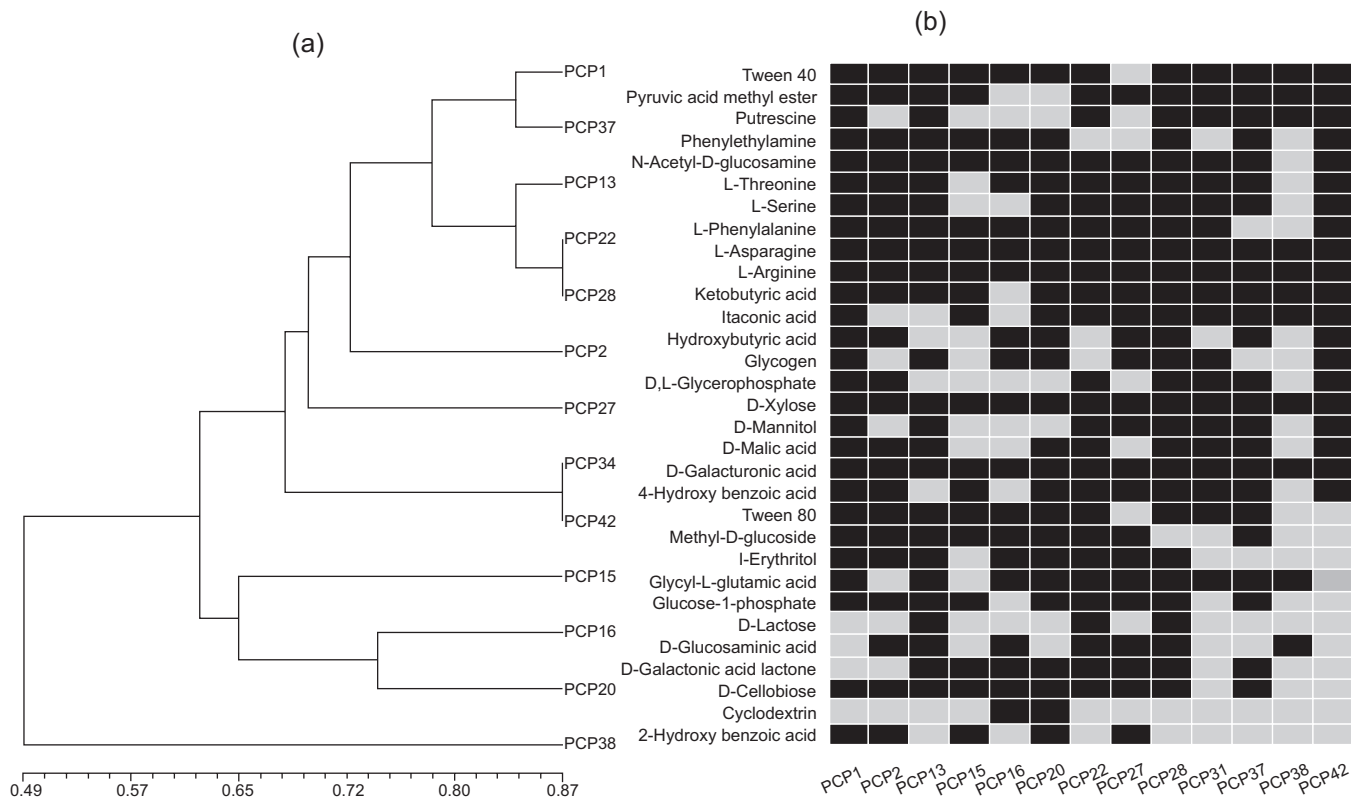 (a)
PCP1
PCP37
PCP13
PCP22
PCP28
PCP2
PCP27
PCP34
PCP42
PCP15
PCP16
PCP20
PCP38
0.49 0.57 0.65 0.72 0.80 0.87
(b)
Tween 40
Pyruvic acid methyl ester
Putrescine
Phenylethylamine
N-Acetyl-D-glucosamine
L-Threonine
L-Serine
L-Phenylalanine
L-Asparagine
L-Arginine
Ketobutyric acid
Itaconic acid
Hydroxybutyric acid
Glycogen
D,L-Glycerophosphate
D-Xylose
D-Mannitol
D-Malic acid
D-Galacturonic acid
4-Hydroxy benzoic acid
Tween 80
Methyl-D-glucoside
I-Erythritol
Glycyl-L-glutamic acid
Glucose-1-phosphate
D-Lactose
D-Glucosaminic acid
D-Galactonic acid lactone
D-Cellobiose
Cyclodextrin
2-Hydroxy benzoic acid
PCP1 PCP2 PCP13 PCP15 PCP16 PCP20 PCP22 PCP27 PCP28 PCP31 PCP37 PCP38 PCP42